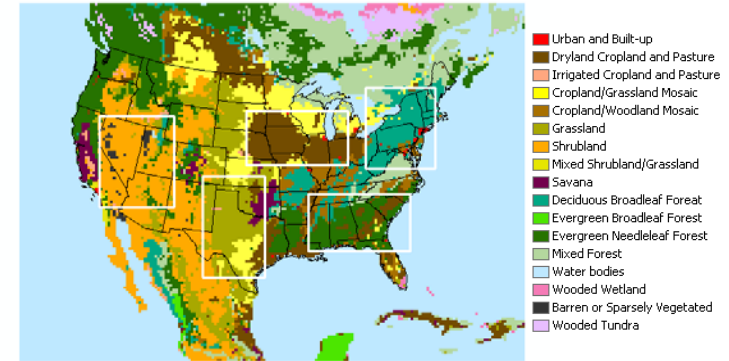 Urban and Built-up
Dryland Cropland and Pasture
Irrigated Cropland and Pasture
Cropland/Grassland Mosaic
Cropland/Woodland Mosaic
Grassland
Shrubland
Mixed Shrubland/Grassland
Savana
Deciduous Broadleaf Foreat
Evergreen Broadleaf Forest
Evergreen Needleleaf Forest
Mixed Forest
Water bodies
Wooded Wetland
Barren or Sparsely Vegetated
Wooded Tundra